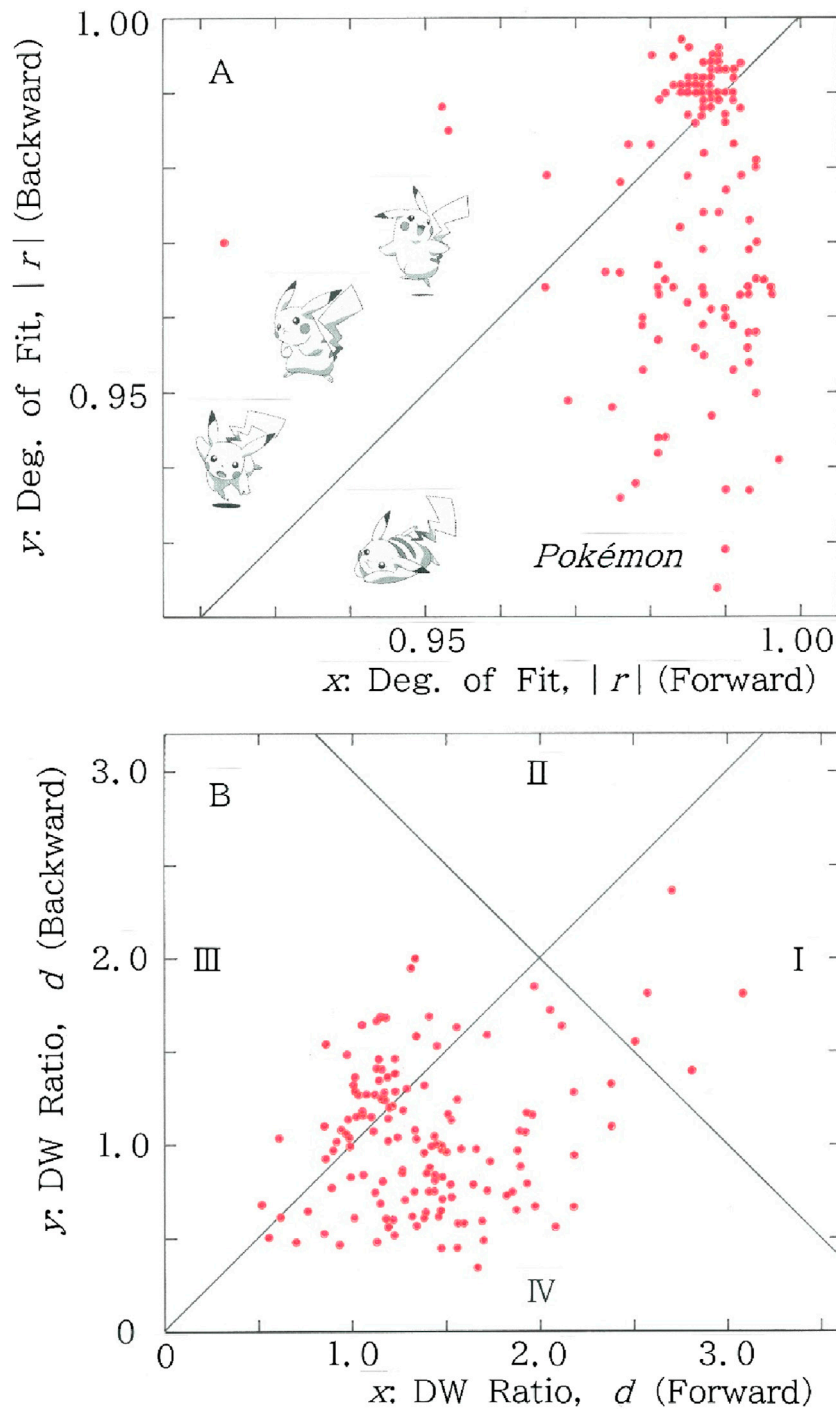 1.00
A
y: Deg. of Fit, |r| (Backward)
0.95
Pokémon
0.95 1.00
x: Deg. of Fit, |r| (Forward)
3.0
B
II
y: DW Ratio, d (Backward)
2.0
III
I
1.0
IV
0
0 1.0 2.0 3.0
x: DW Ratio, d (Forward)